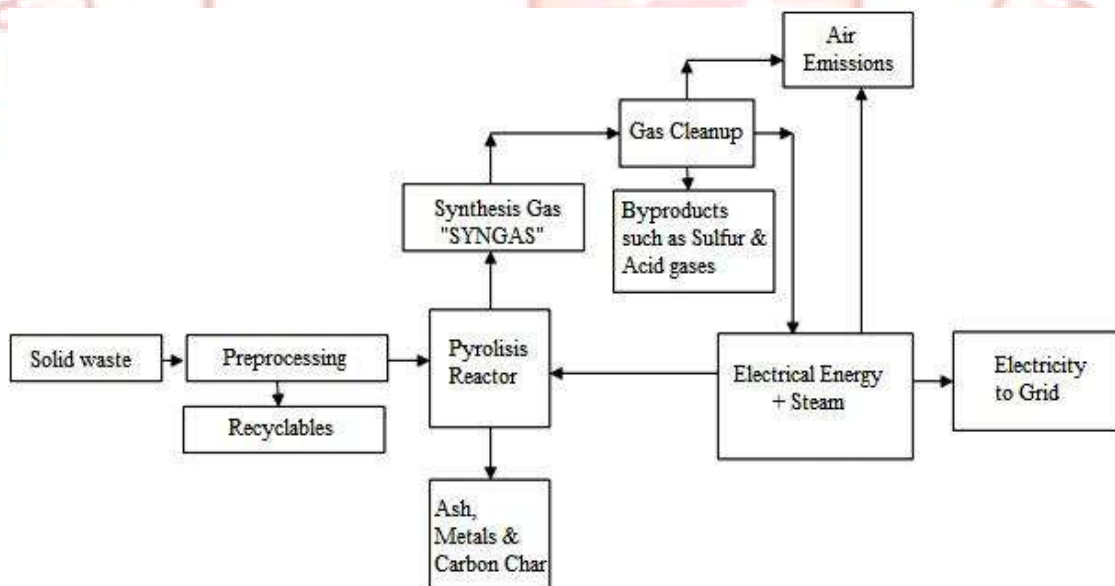 Air
Emissions
Gas Cleanup
Synthesis Gas
"SYNGAS"
Byproducts
such as Sulfur &
Acid gases
Solid waste
Preprocessing
Pyrolisis
Reactor
Electrical Energy
+ Steam
Electricity
to Grid
Recyclables
Ash,
Metals &
Carbon Char